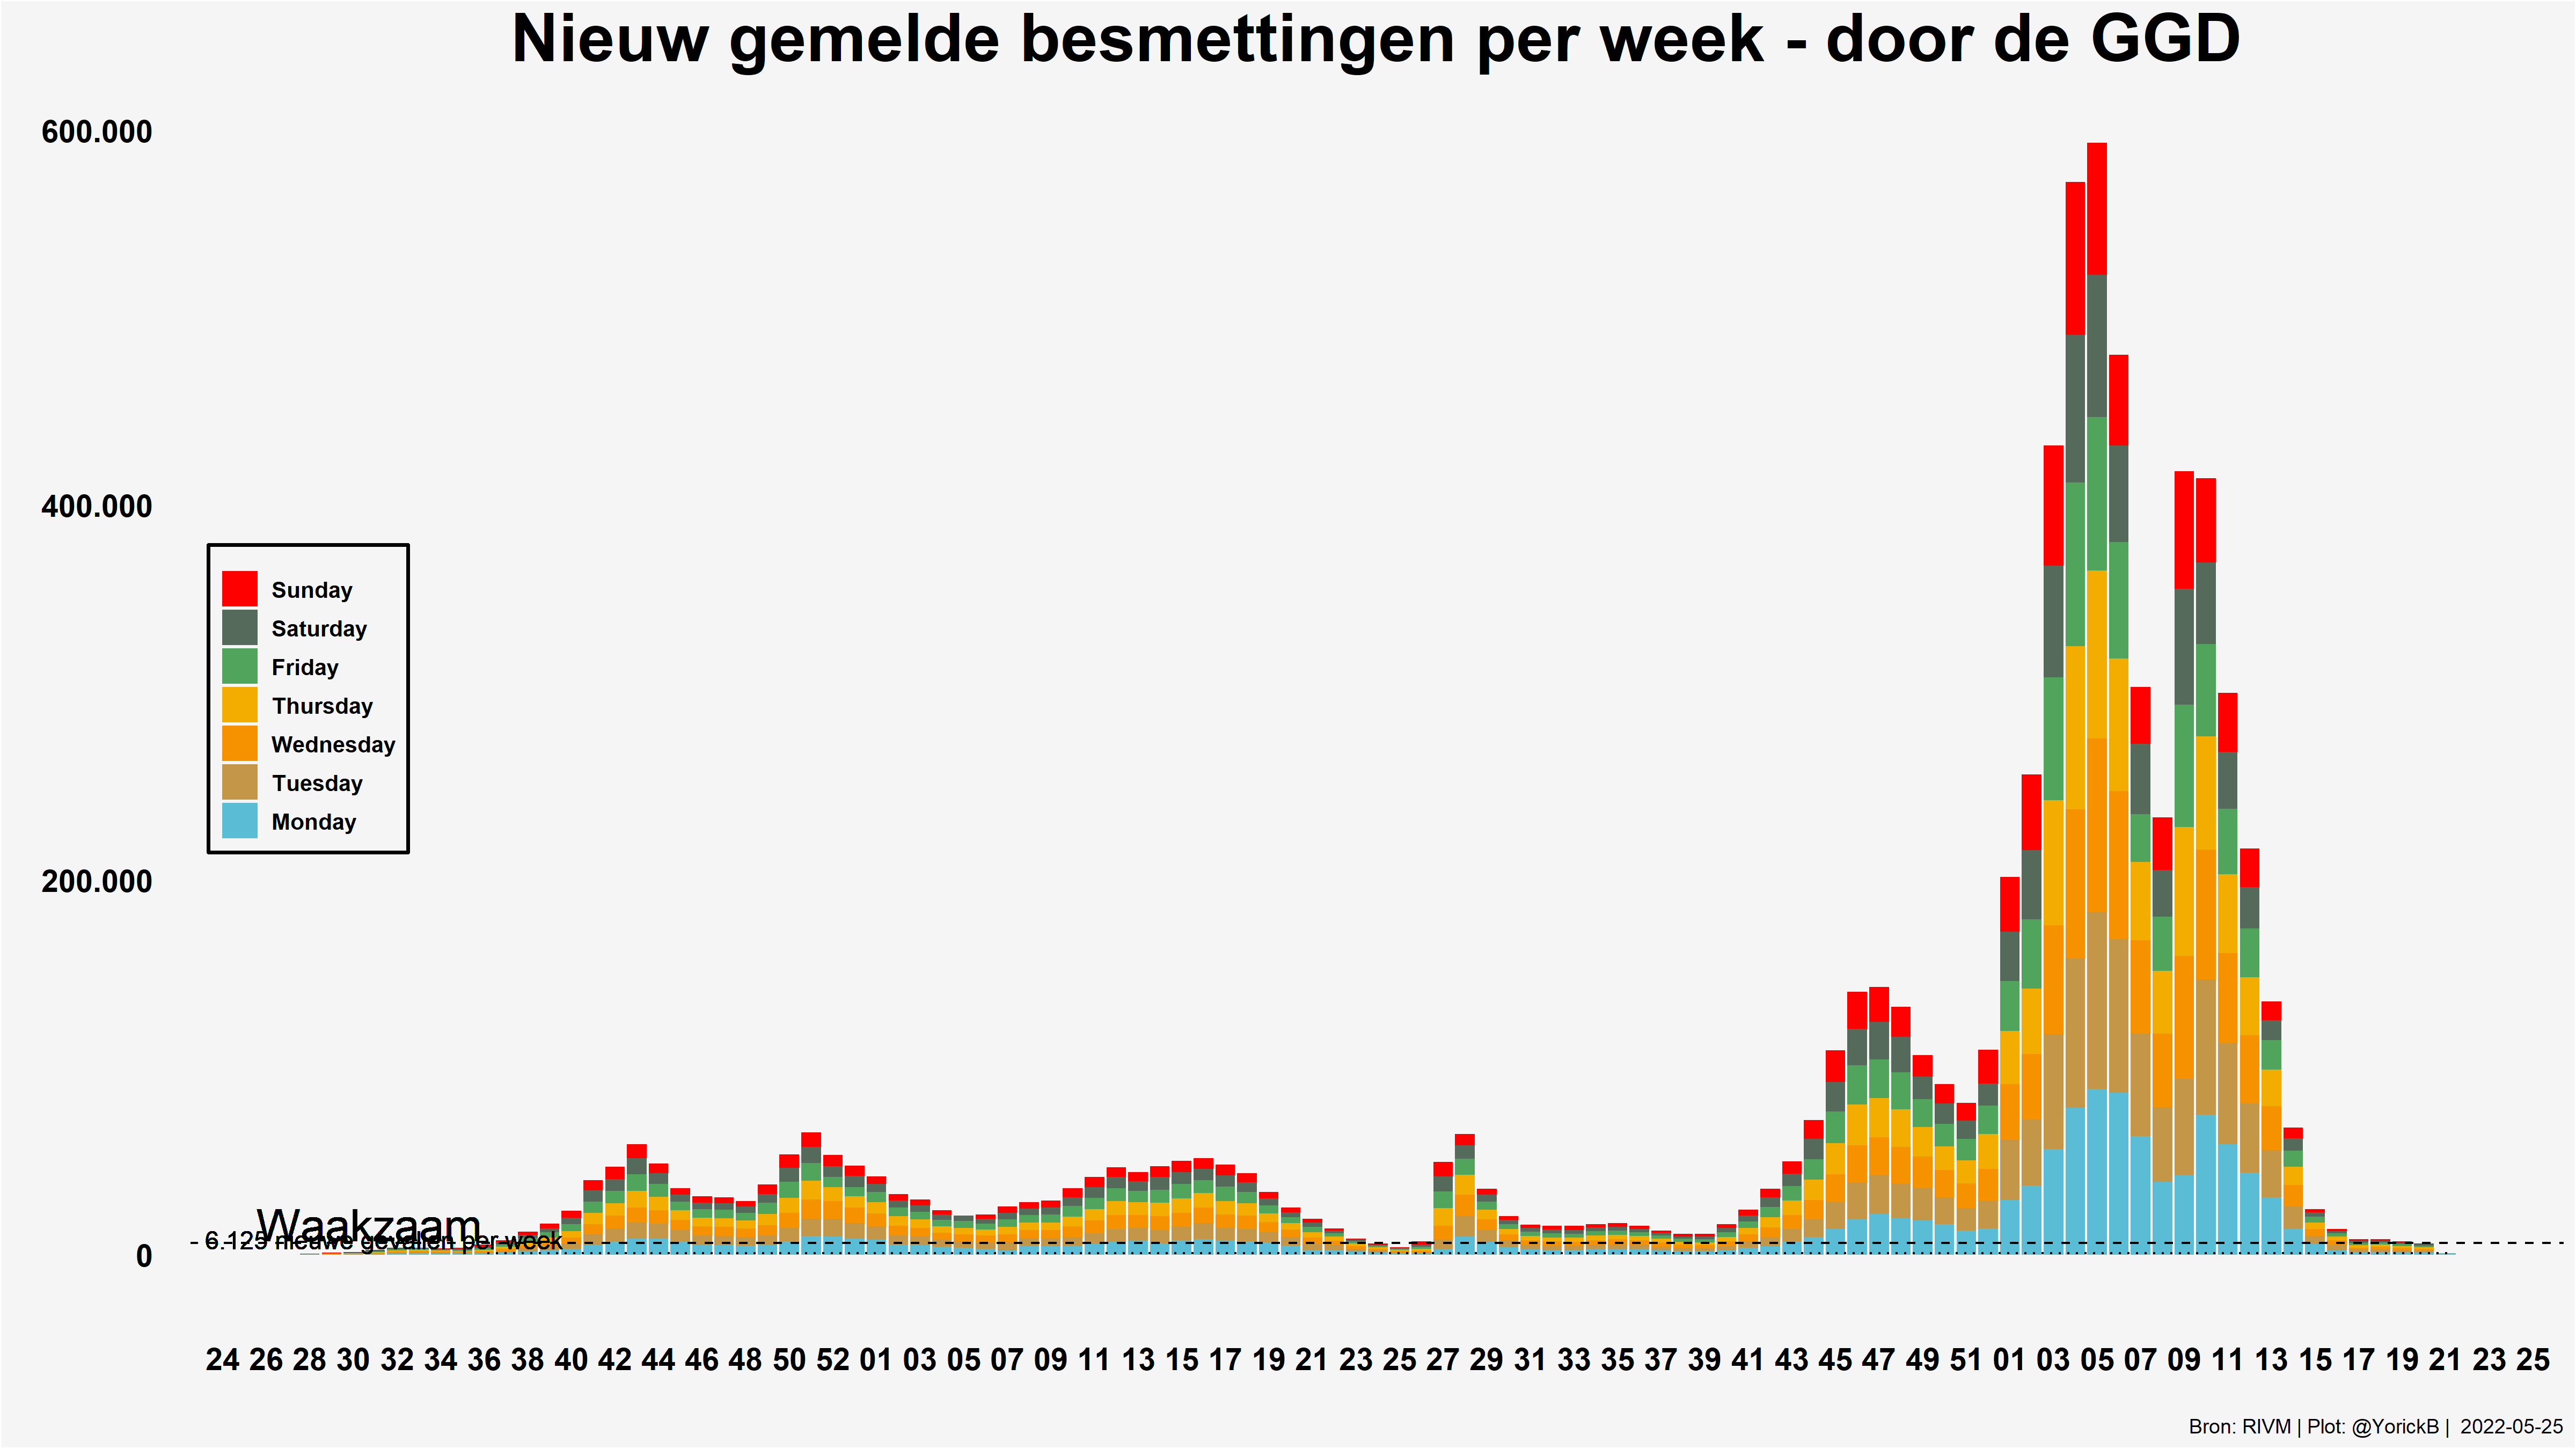 Nieuw gemelde besmettingen per week - door de GGD
600.000
400.000
200.000
0
Sunday
Saturday
Friday
Thursday
Wednesday
Tuesday
Monday
Waakzaam
- 6.125 nieuwe gevallen per week-
24 26 28 30 32 34 36 38 40 42 44 46 48 50 52 01 03 05 07 09 11 13 15 17 19 21 23 25 27 29 31 33 35 37 39 41 43 45 47 49 51 01 03 05 07 09 11 13 15 17 19 21 23 25
Bron: RIVM | Plot: @YorickB | 2022-05-25